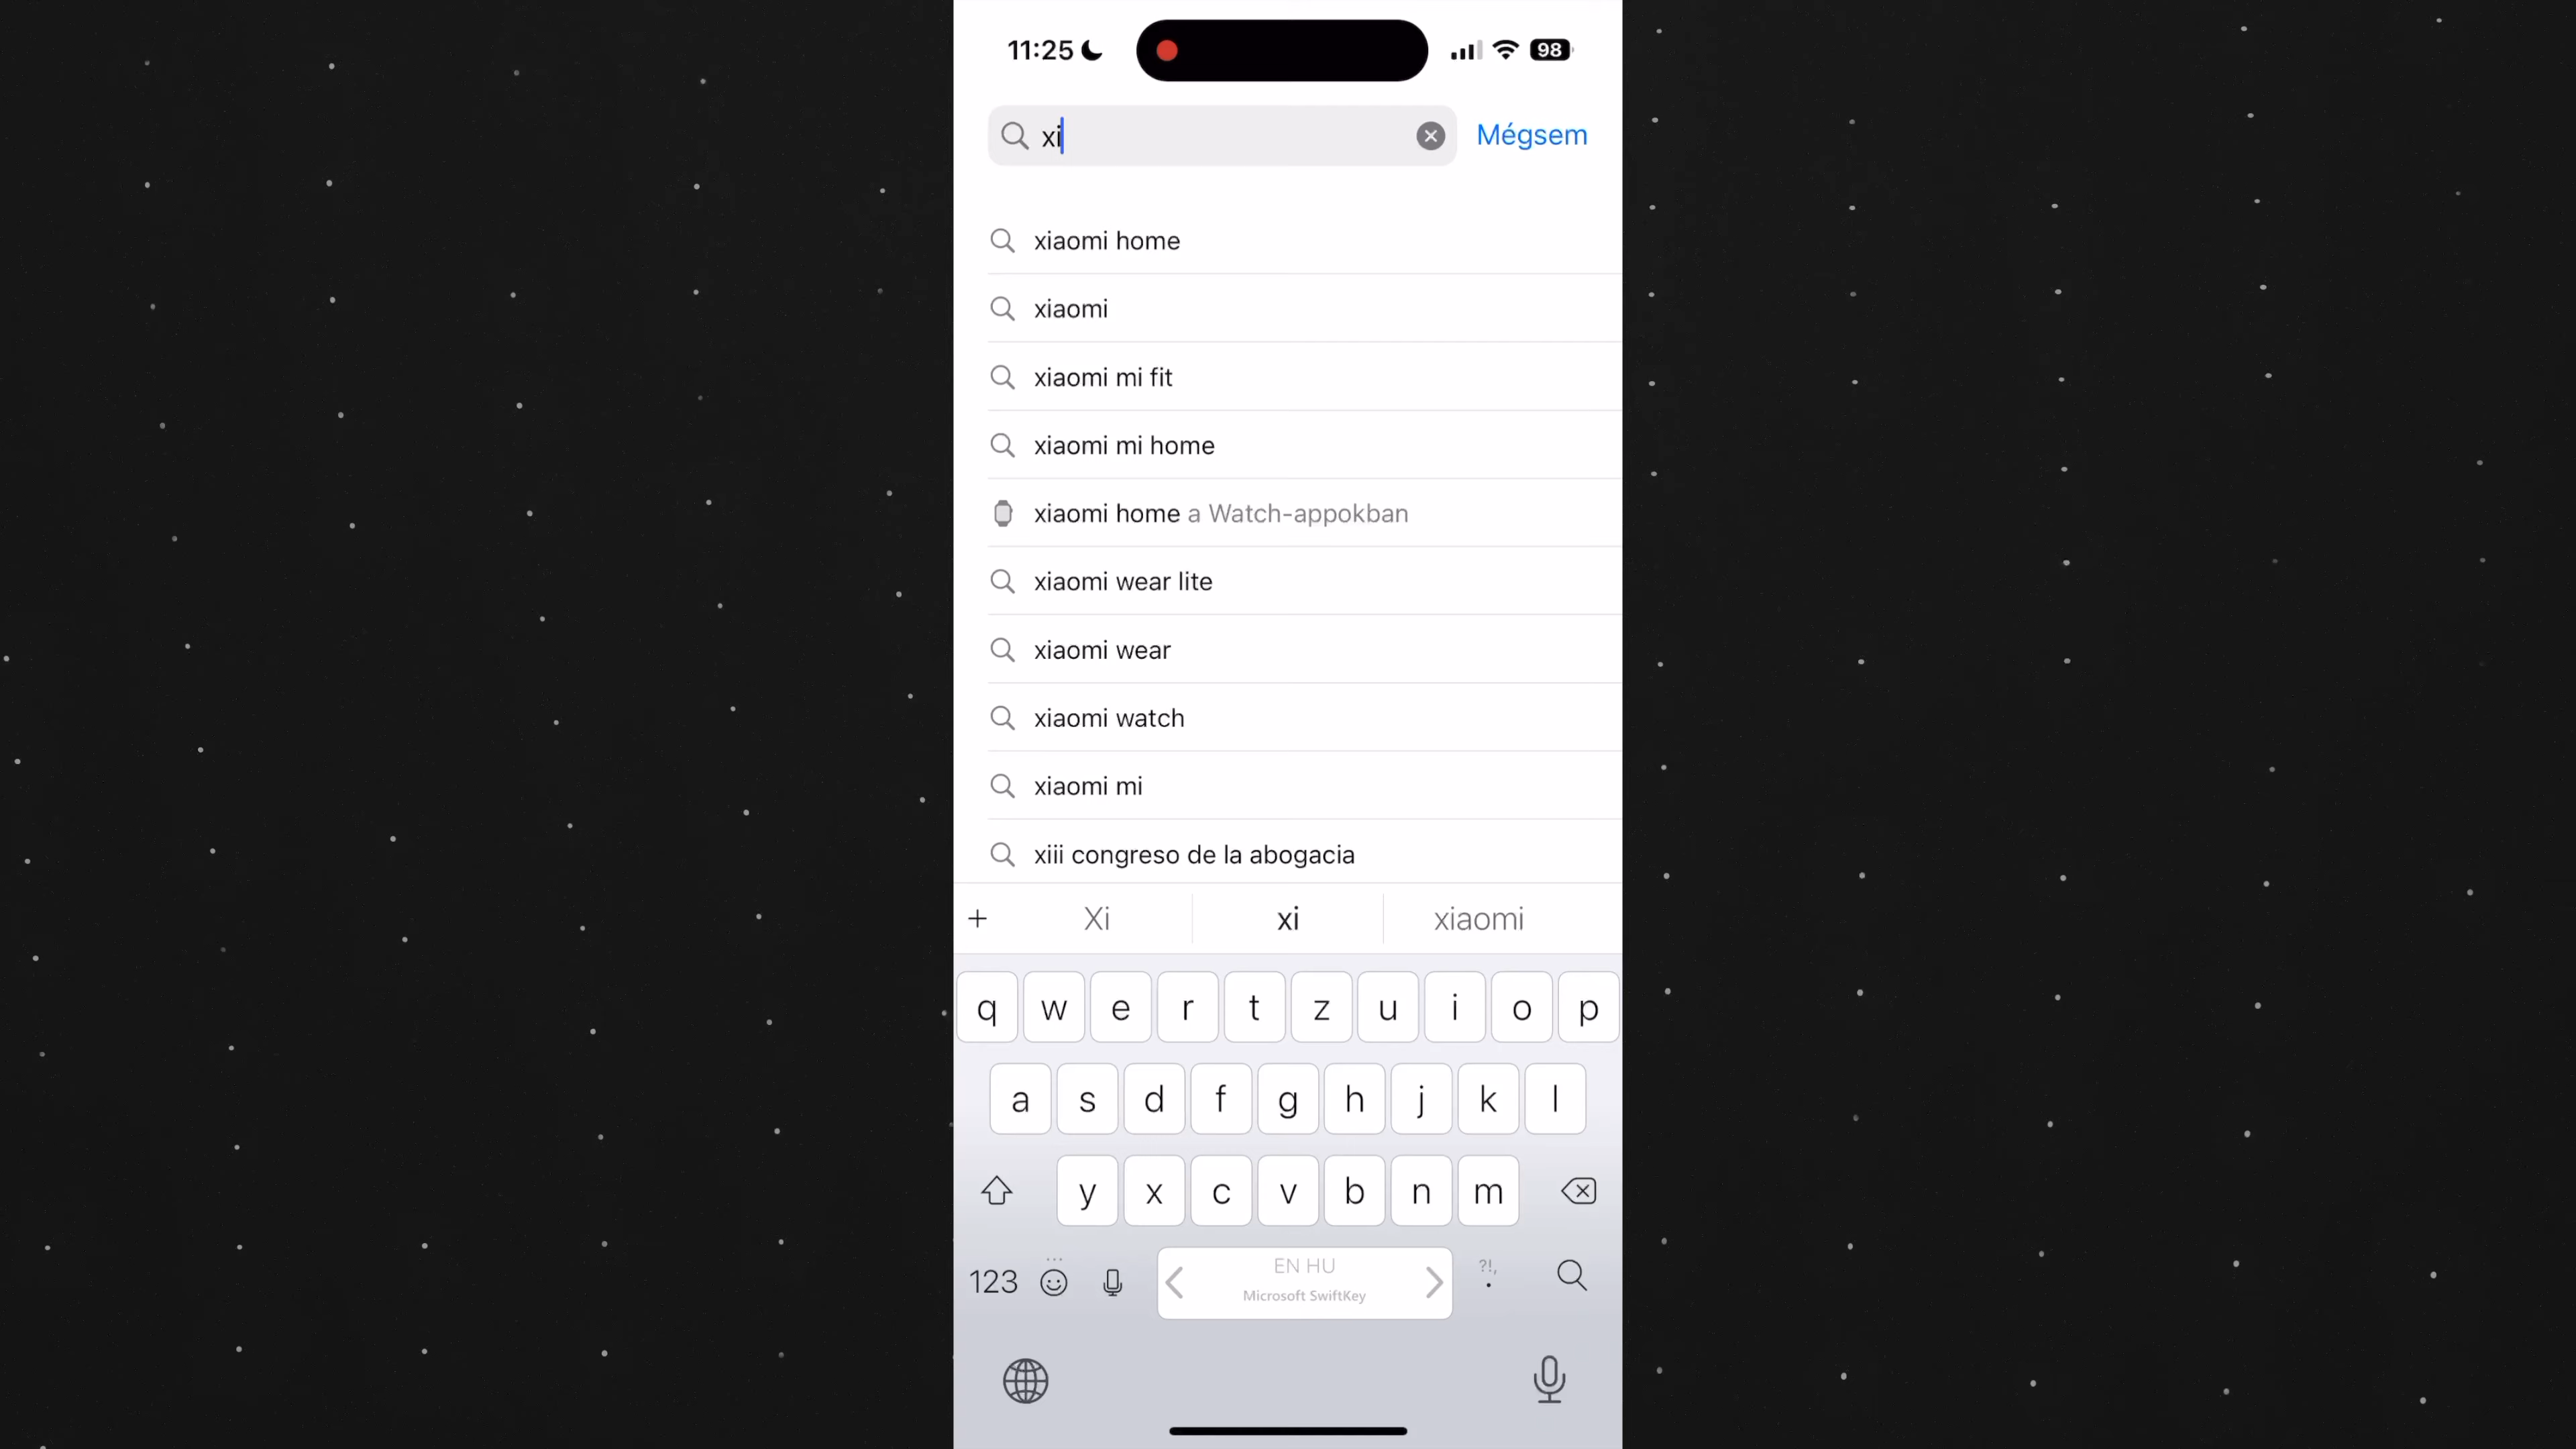 11:25
98
xi
Mégsem
xiaomi home
xiaomi
xiaomi mi fit
xiaomi mi home
xiaomi home a Watch-appokban
xiaomi wear lite
xiaomi wear
xiaomi watch
xiaomi mi
xiii congreso de la abogacia
Xi xi xiaomi
q w e r t z u i o p
a s d f g h j k l
y x c v b n m
123
EN HU
Microsoft SwiftKey
?!,
.